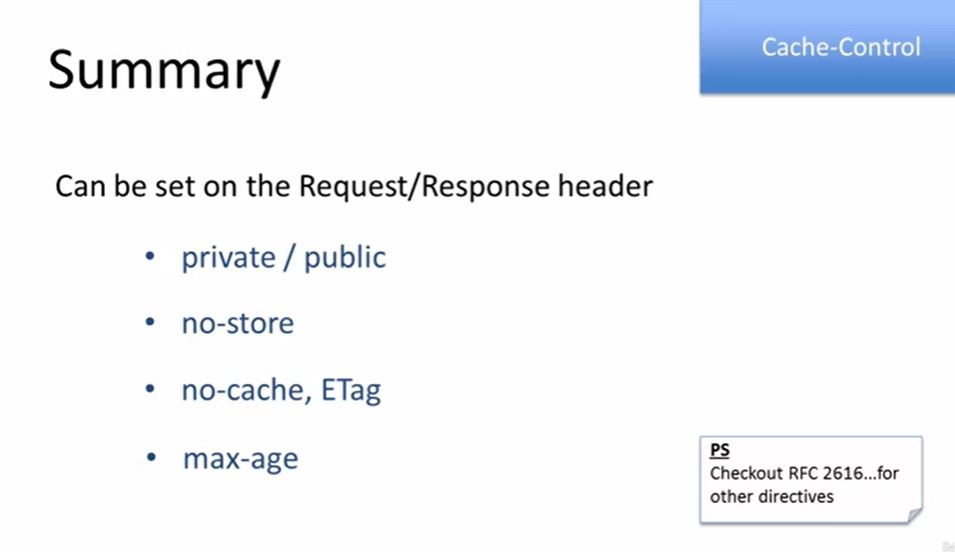 Cache-Control
Summary
Can be set on the Request/Response header
• private / public
• no-store
• no-cache, ETag
• max-age
PS
Checkout RFC 2616...for
other directives